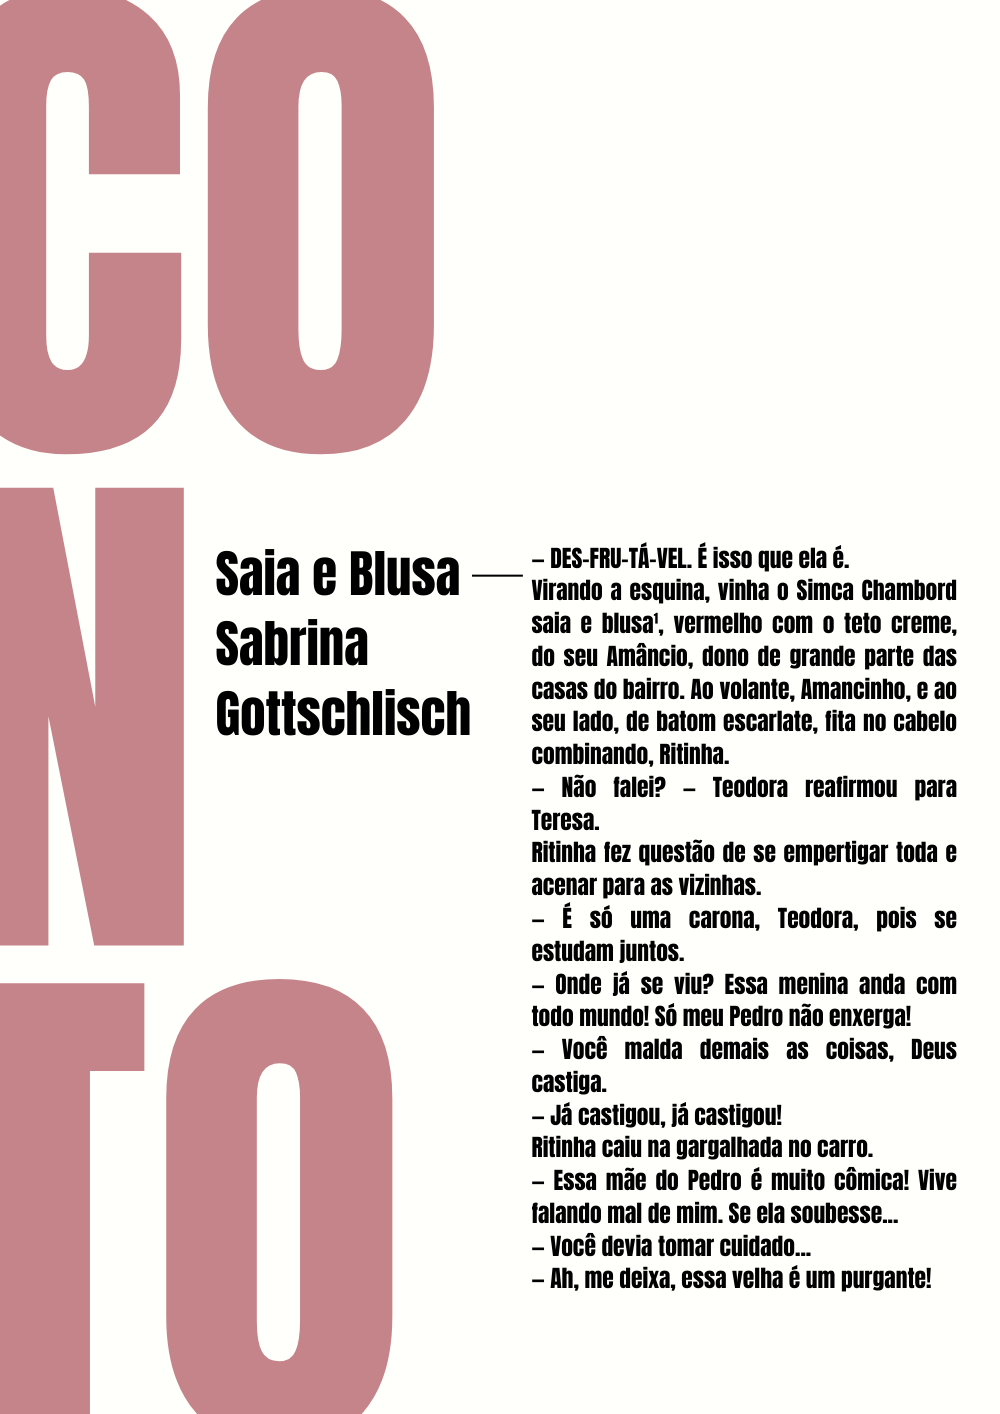 CO
N
TO
Saia e Blusa
Sabrina
Gottschlisch
– DES-FRU-TÁ-VEL. É isso que ela é.
Virando a esquina, vinha o Simca Chambord
saia e blusa¹, vermelho com o teto creme,
do seu Amâncio, dono de grande parte das
casas do bairro. Ao volante, Amancinho, e ao
seu lado, de batom escarlate, fita no cabelo
combinando, Ritinha.
– Não falei? – Teodora reafirmou para
Teresa.
Ritinha fez questão de se empertigar toda e
acenar para as vizinhas.
– É só uma carona, Teodora, pois se
estudam juntos.
– Onde já se viu? Essa menina anda com
todo mundo! Só meu Pedro não enxerga!
– Você malda demais as coisas, Deus
castiga.
– Já castigou, já castigou!
Ritinha caiu na gargalhada no carro.
– Essa mãe do Pedro é muito cômica! Vive
falando mal de mim. Se ela soubesse...
– Você devia tomar cuidado...
– Ah, me deixa, essa velha é um purgante!